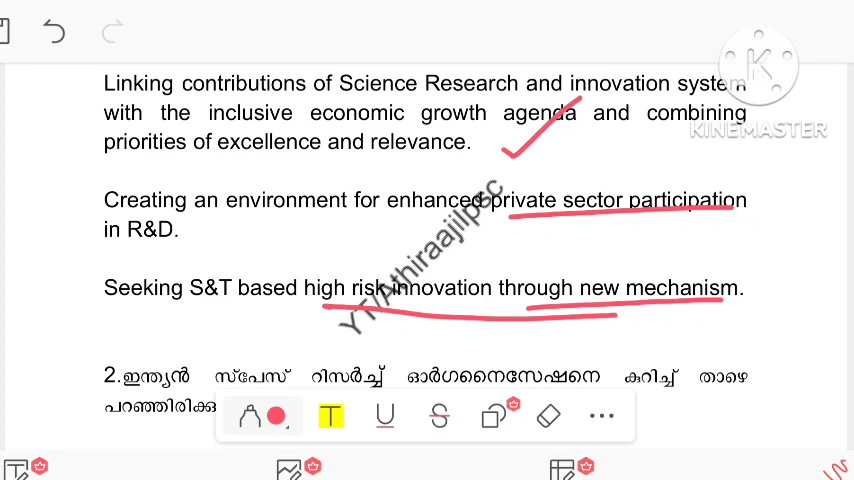 KINEMASTER
Linking contributions of Science Research and innovation system
with the inclusive economic growth agenda and combining
priorities of excellence and relevance.
Creating an environment for enhanced private sector participation
in R&D.
Seeking S&T based high risk innovation through new mechanism.
YT/Athiraajilpsc
2.ഇന്ത്യൻ സ്പേസ് റിസർച്ച് ഓർഗനൈസേഷനെ കുറിച്ച് താഴെ